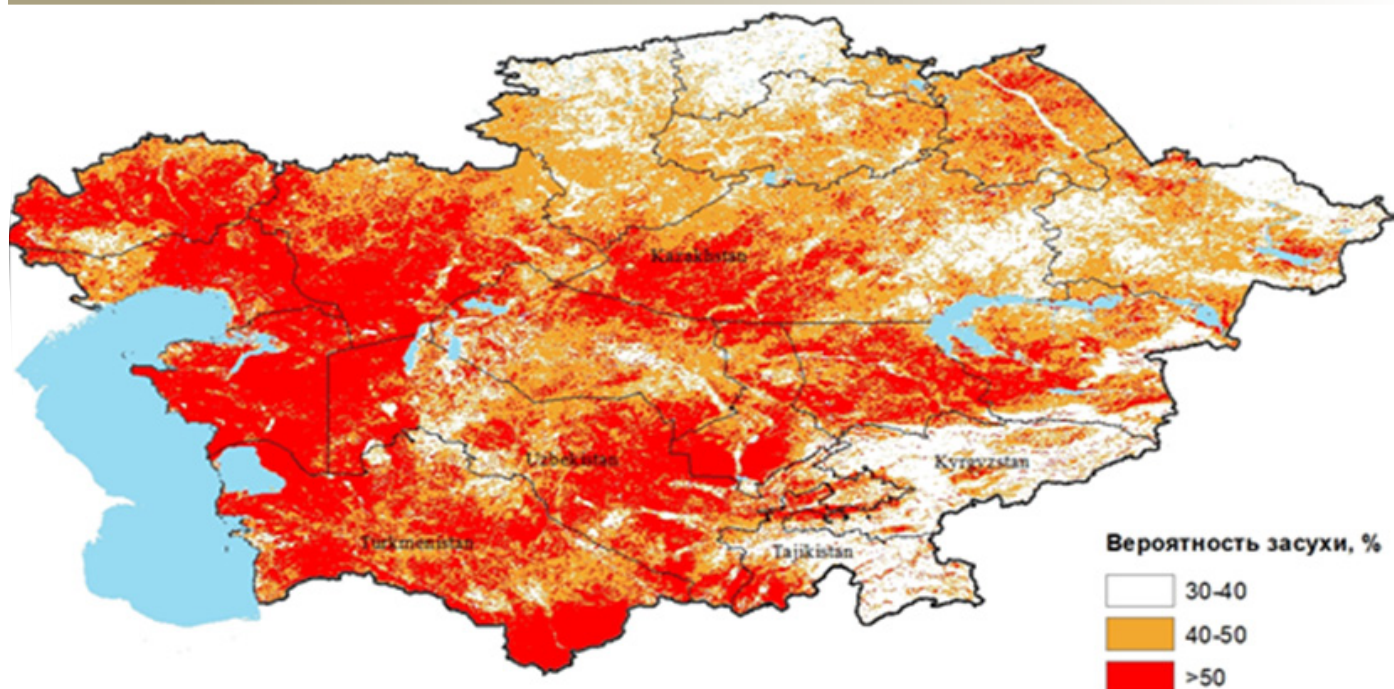 Kazakhstan
Uzbekistan
Kyrgyzstan
Turkmenistan
Tajikistan
Вероятность засухи, %
30-40
40-50
>50